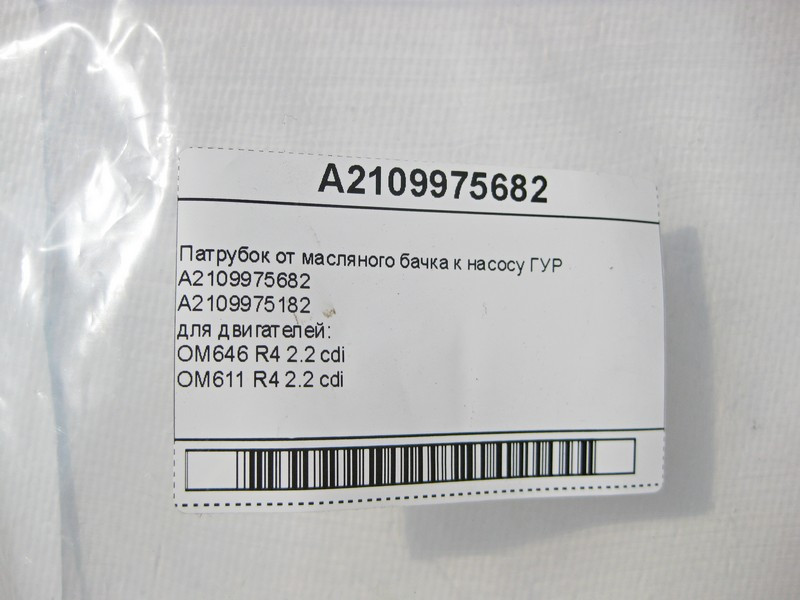 A2109975682
Патрубок от масляного бачка к насосу ГУР
A2109975682
A2109975182
для двигателей:
OM646 R4 2.2 cdi
OM611 R4 2.2 cdi